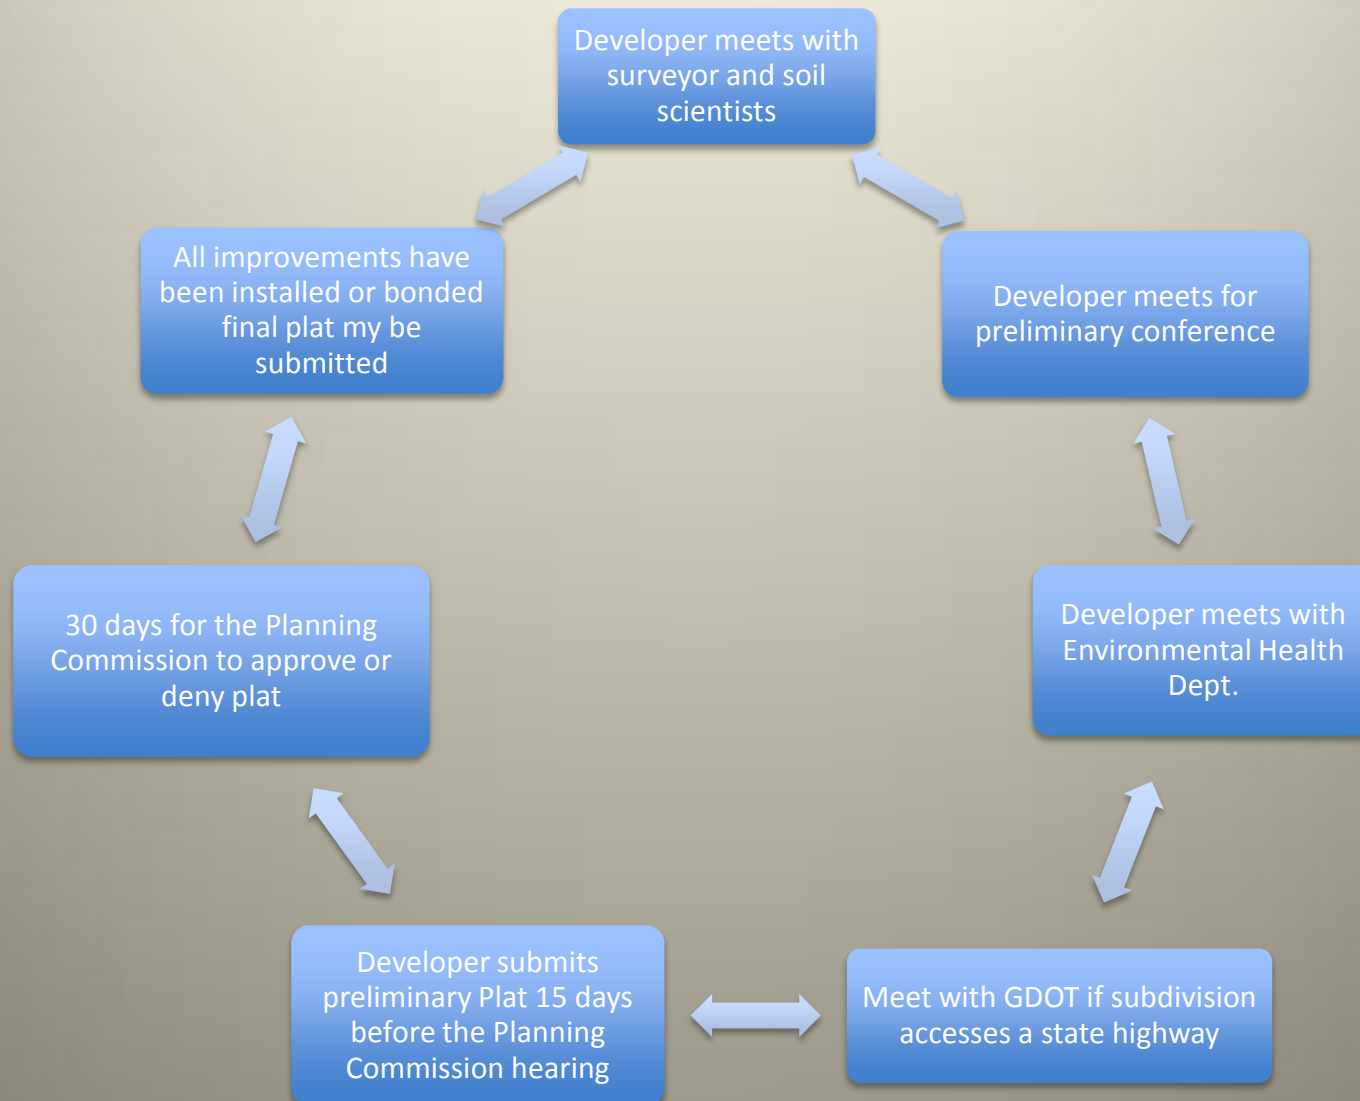 Developer meets with
surveyor and soil
scientists
Developer meets for
preliminary conference
Developer meets with
Environmental Health
Dept.
Meet with GDOT if subdivision
accesses a state highway
Developer submits
preliminary Plat 15 days
before the Planning
Commission hearing
30 days for the Planning
Commission to approve or
deny plat
All improvements have
been installed or bonded
final plat my be
submitted